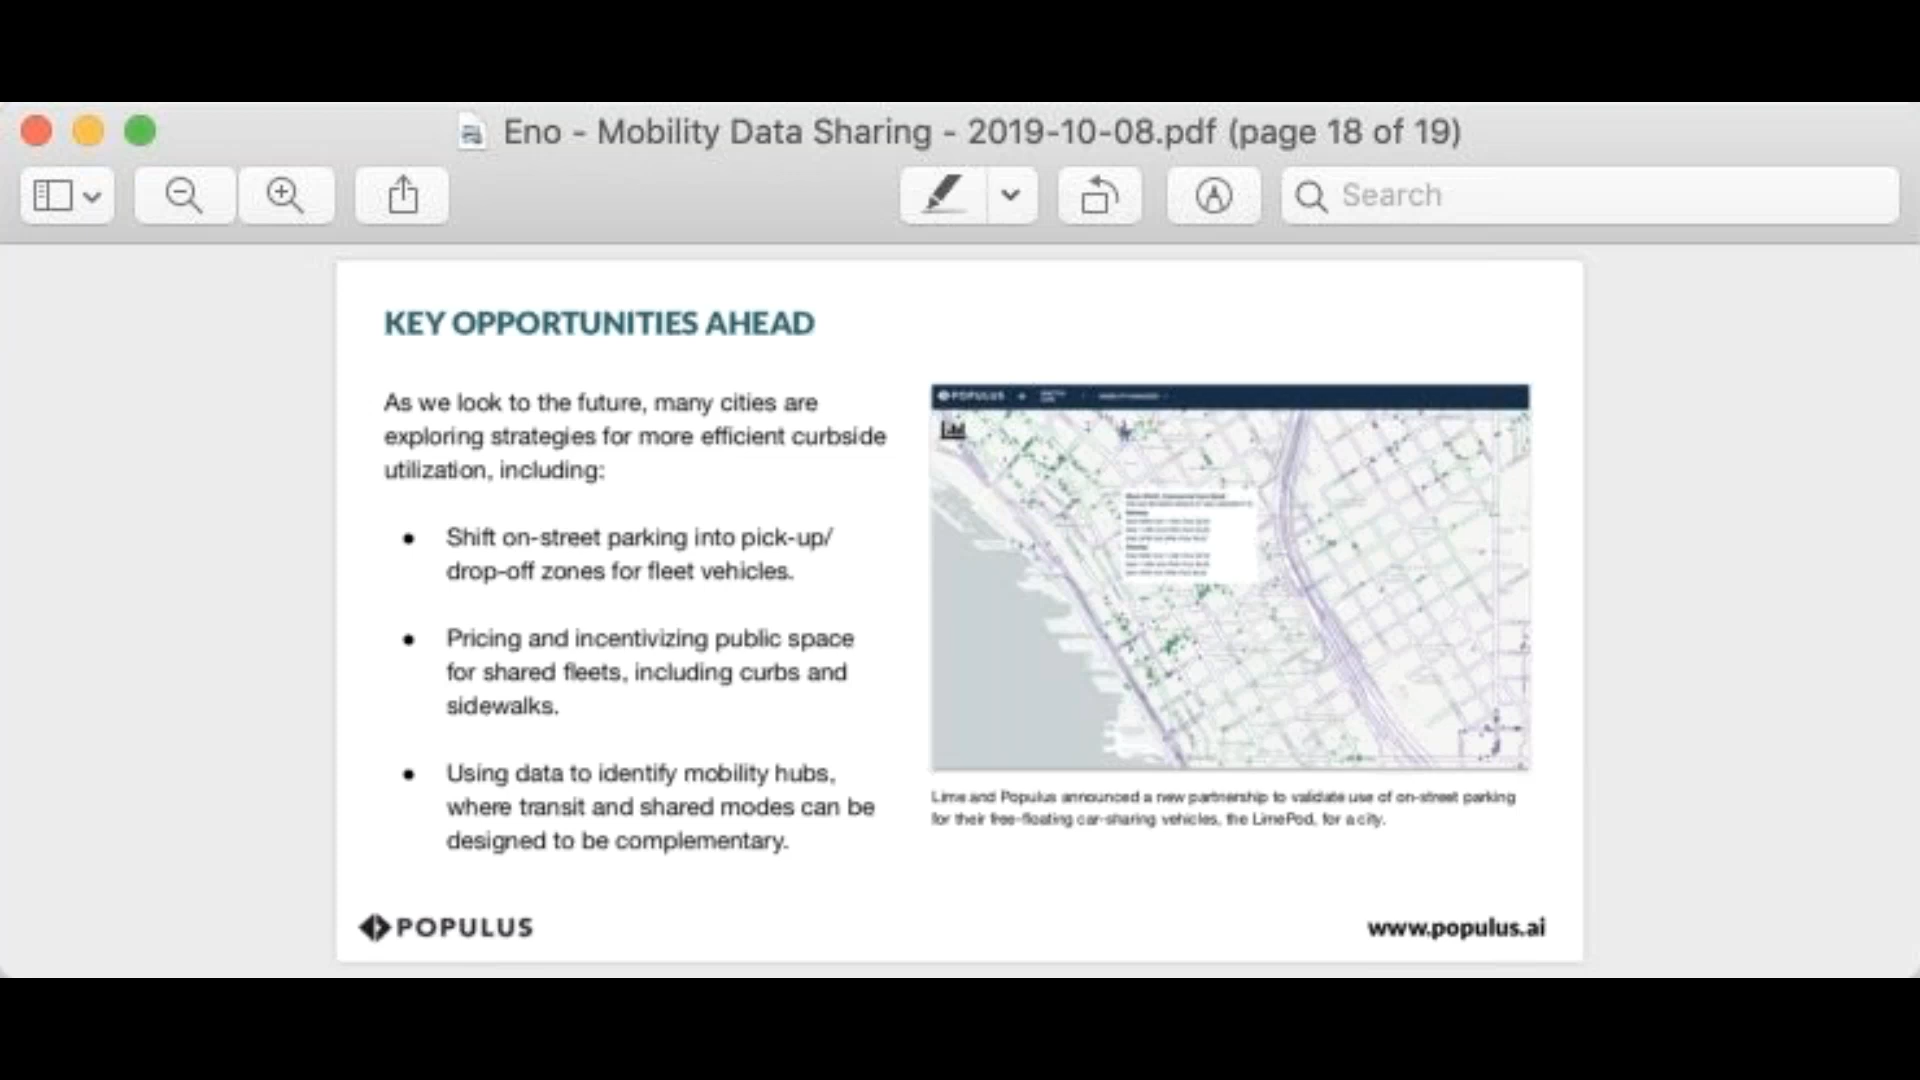 Eno - Mobility Data Sharing - 2019-10-08.pdf (page 18 of 19)
Search
KEY OPPORTUNITIES AHEAD
As we look to the future, many cities are
exploring strategies for more efficient curbside
utilization, including:
● Shift on-street parking into pick-up/
drop-off zones for fleet vehicles.
● Pricing and incentivizing public space
for shared fleets, including curbs and
sidewalks.
● Using data to identify mobility hubs,
where transit and shared modes can be
designed to be complementary.
POPULUS
Lime and Populus announced a new partnership to validate use of on-street parking
for their free-floating car-sharing vehicles, the LimePod, for a city.
POPULUS
www.populus.ai